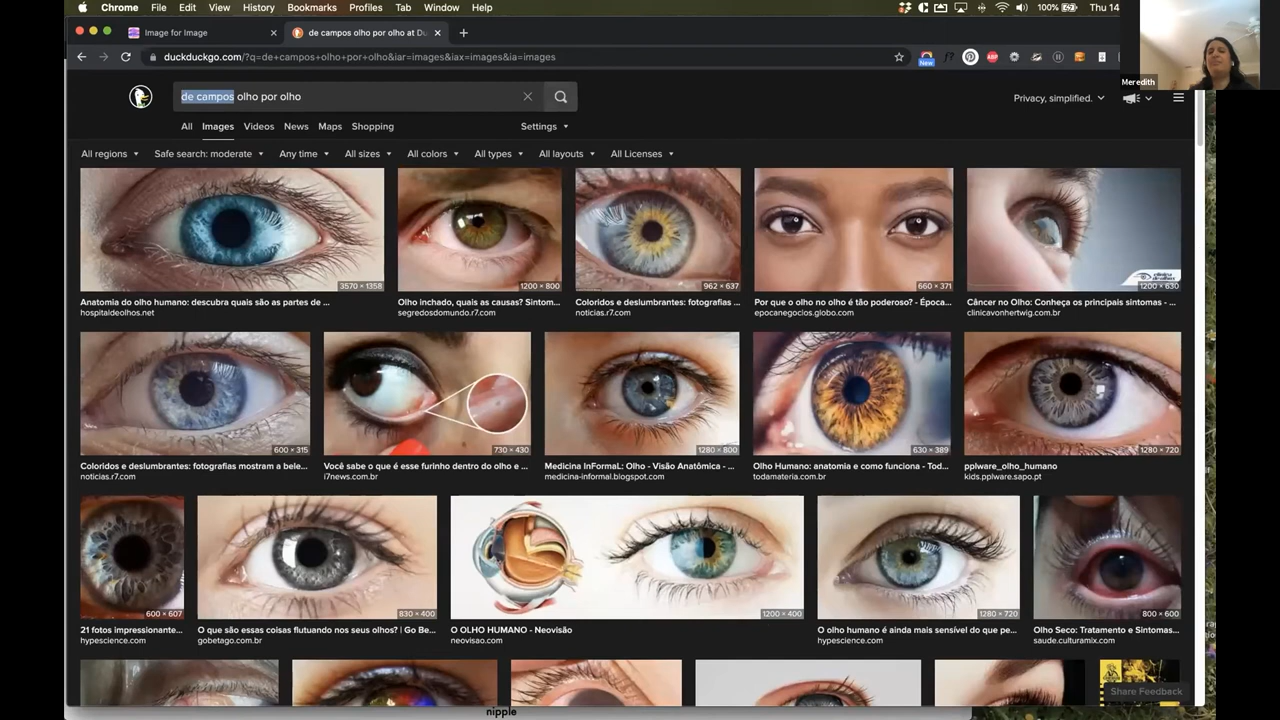 Chrome File Edit View History Bookmarks Profiles Tab Window Help
100% Thu 14
Image for Image
de campos olho por olho at Du
Meredith
duckduckgo.com/?q=de+campos+olho+por+olho&iar=images&iax=images&ia=images
New
ABP
de campos olho por olho
Privacy, simplified.
All Images Videos News Maps Shopping Settings
All regions Safe search: moderate Any time All sizes All colors All types All layouts All Licenses
3570 × 1358
1200 × 800
962 × 637
660 × 371
1200 × 630
Anatomia do olho humano: descubra quais são as partes de ...
hospitaldeolhos.net
Olho inchado, quais as causas? Sintom...
segredosdomundo.r7.com
Coloridos e deslumbrantes: fotografias ...
noticias.r7.com
Por que o olho no olho é tão poderoso? - Época...
epocanegocios.globo.com
Câncer no Olho: Conheça os principais sintomas - ...
clinicavonhertwig.com.br
600 × 315
730 × 430
1280 × 800
630 × 389
1280 × 720
Coloridos e deslumbrantes: fotografias mostram a bele...
noticias.r7.com
Você sabe o que é esse furinho dentro do olho e ...
i7news.com.br
Medicina InFormaL: Olho - Visão Anatômica - ...
medicina-informal.blogspot.com
Olho Humano: anatomia e como funciona - Tod...
todamateria.com.br
pplware_olho_humano
kids.pplware.sapo.pt
600 × 607
830 × 400
1200 × 400
1280 × 720
800 × 600
21 fotos impressionante...
hypescience.com
O que são essas coisas flutuando nos seus olhos? | Go Be...
gobetago.com.br
O OLHO HUMANO - Neovisão
neovisao.com
O olho humano é ainda mais sensível do que pe...
hypescience.com
Olho Seco: Tratamento e Sintomas...
saude.culturamix.com
Share Feedback
nipple